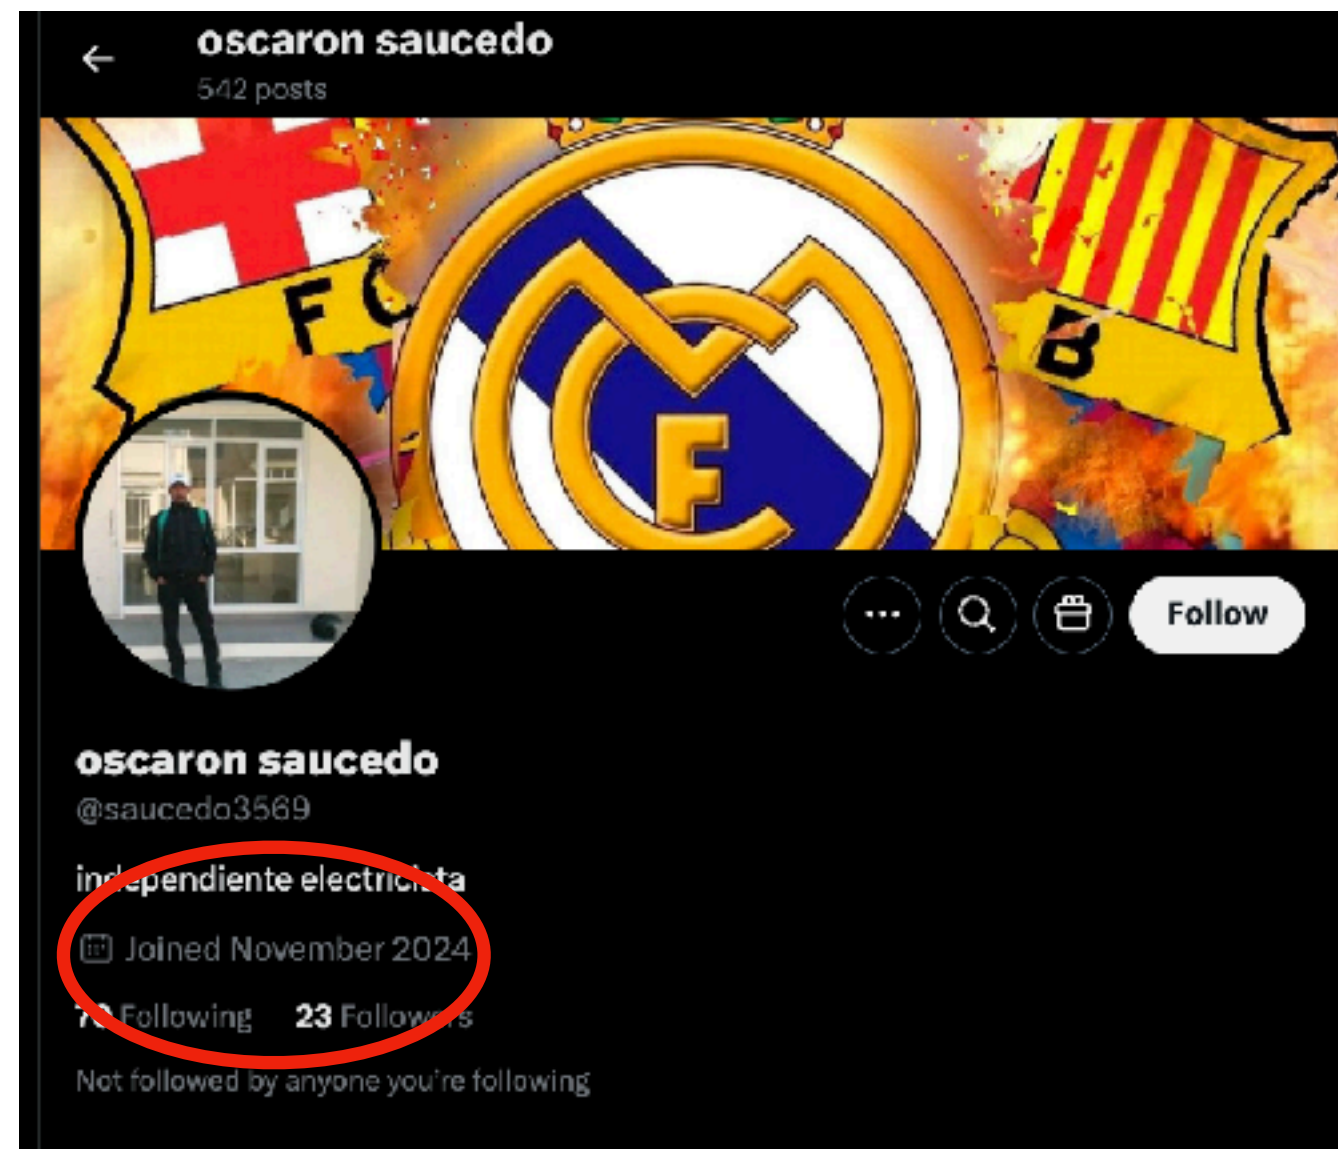 oscaron saucedo
542 posts
FC
B
MCF
Follow
oscaron saucedo
@saucedo3569
independiente electricista
Joined November 2024
Following 23 Followers
Not followed by anyone you're following